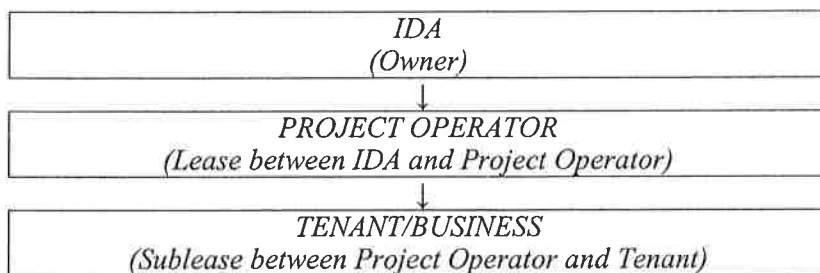 IDA
(Owner)
↓
PROJECT OPERATOR
(Lease between IDA and Project Operator)
↓
TENANT/BUSINESS
(Sublease between Project Operator and Tenant)